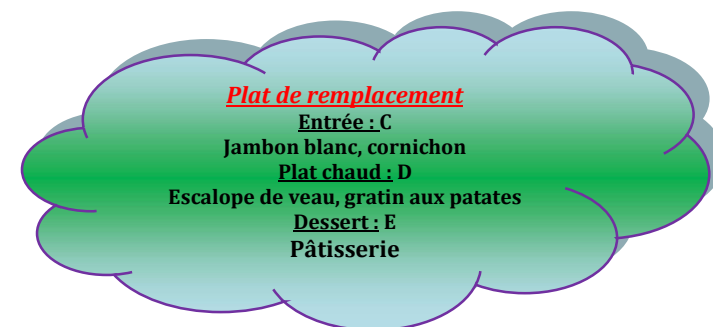 Plat de remplacement
Entrée : C
Jambon blanc, cornichon
Plat chaud : D
Escalope de veau, gratin aux patates
Dessert : E
Pâtisserie